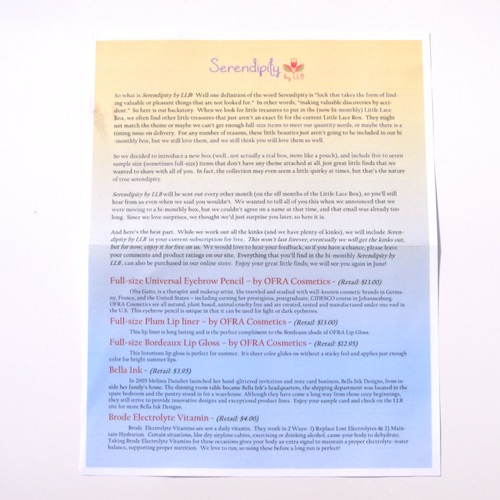 Serendipity
by LLB
So what is Serendipity by LLB? Well one definition of the word Serendipity is "luck that takes the form of find-
ing valuable or pleasant things that are not looked for." In other words, "making valuable discoveries by acci-
dent." So here is our backstory. When we look for little treasures to put in the (now bi-monthly) Little Lace
Box, we often find other little treasures that just aren't an exact fit for the current Little Lace Box. They might
not match the theme or maybe we can't get enough full-size items to meet our quantity needs, or maybe there is a
timing issue on delivery. For any number of reasons, these little beauties just aren't going to be included in our bi
-monthly box, but we still love them, and we still think you will love them as well.
So we decided to introduce a new box (well...not actually a real box, more like a pouch), and include five to seven
sample size (sometimes full-size) items that don't have any theme attached at all, just great little finds that we
wanted to share with all of you. In fact, the collection may even seem a little quirky at times, but that's the nature
of true serendipity.
Serendipity by LLB will be sent out every other month (on the off months of the Little Lace Box), so you'll still
hear from us even when we said you wouldn't. We wanted to tell all of you this when we announced that we
were moving to a bi-monthly box, but we couldn't agree on a name at that time, and that email was already too
long. Since we love surprises, we thought we'd just surprise you later, so here it is.
And here's the best part. While we work out all the kinks (and we have plenty of kinks), we will include Seren-
dipity by LLB in your current subscription for free. This won't last forever, eventually we will get the kinks out,
but for now, enjoy it for free on us. We would love to hear your feedback, so if you have a chance, please leave
your comments and product ratings on our site. Everything that you'll find in the bi-monthly Serendipity by
LLB, can also be purchased in our online store. Enjoy your great little finds; we will see you again in June!
Full-size Universal Eyebrow Pencil – by OFRA Cosmetics - (Retail: $13.00)
Ofra Gaito, is a therapist and makeup artist. She traveled and studied with well-known cosmetic brands in Germa-
ny, France, and the United States – including earning her prestigious, postgraduate, CIDESCO course in Johannesburg.
OFRA Cosmetics are paraben and talc free, natural plant based, animal cruelty free and are created, tested and manufactured under one roof in
the U.S. This eyebrow pencil is unique in that it can be used for light or dark eyebrows.
Full-size Plum Lip liner – by OFRA Cosmetics - (Retail: $13.00)
This lip liner is long lasting and is the perfect compliment to the Bordeaux shade of OFRA Lip Gloss.
Full-size Bordeaux Lip Gloss – by OFRA Cosmetics - (Retail: $12.95)
This luxurious lip gloss is perfect for summer. It's sheer color glides on without a sticky feel and applies just enough
color for bright summer lips.
Bella Ink - (Retail: $3.95)
In 2005 Melissa Danaher launched her hand-glittered invitation and note card business, Bella Ink Designs, from in-
side her family's home. The dinning room table became Bella Ink's headquarters, the shipping department was located in the
spare bedroom and the pantry stood in for a warehouse. Although they have come a long way from those cozy beginnings,
they still strive to provide innovative designs and exceptional product lines. Enjoy your sample card and check on the LLB
site for more Bella Ink Designs.
Brode Electrolyte Vitamin - (Retail: $4.00)
Brode Electrolyte Vitamins are not a daily vitamin. They work in 2 Ways: 1) Replace Lost Electrolytes & 2) Main-
tain Hydration. Certain situations, like dry airplane cabins, exercising or drinking alcohol, cause your body to dehydrate.
Taking Brode Electrolyte Vitamins for these occasions gives your body an extra signal to maintain a proper electrolyte-water
balance, supporting proper nutrition. We love to run, so using these before a long run is perfect!